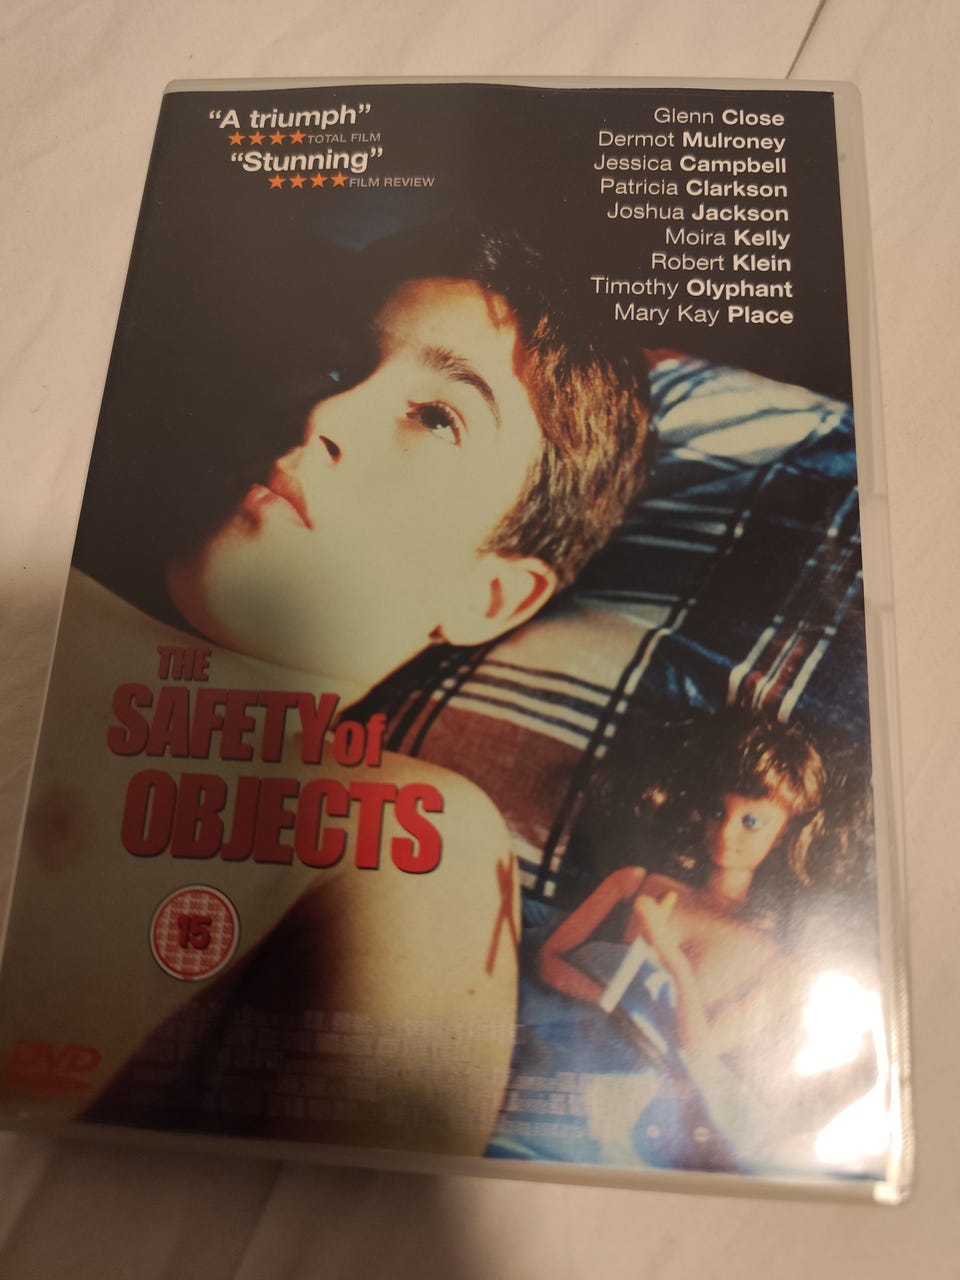 “A triumph”
★★★★TOTAL FILM
“Stunning”
★★★★FILM REVIEW
Glenn Close
Dermot Mulroney
Jessica Campbell
Patricia Clarkson
Joshua Jackson
Moira Kelly
Robert Klein
Timothy Olyphant
Mary Kay Place
THE
SAFETY of
OBJECTS
15
DVD